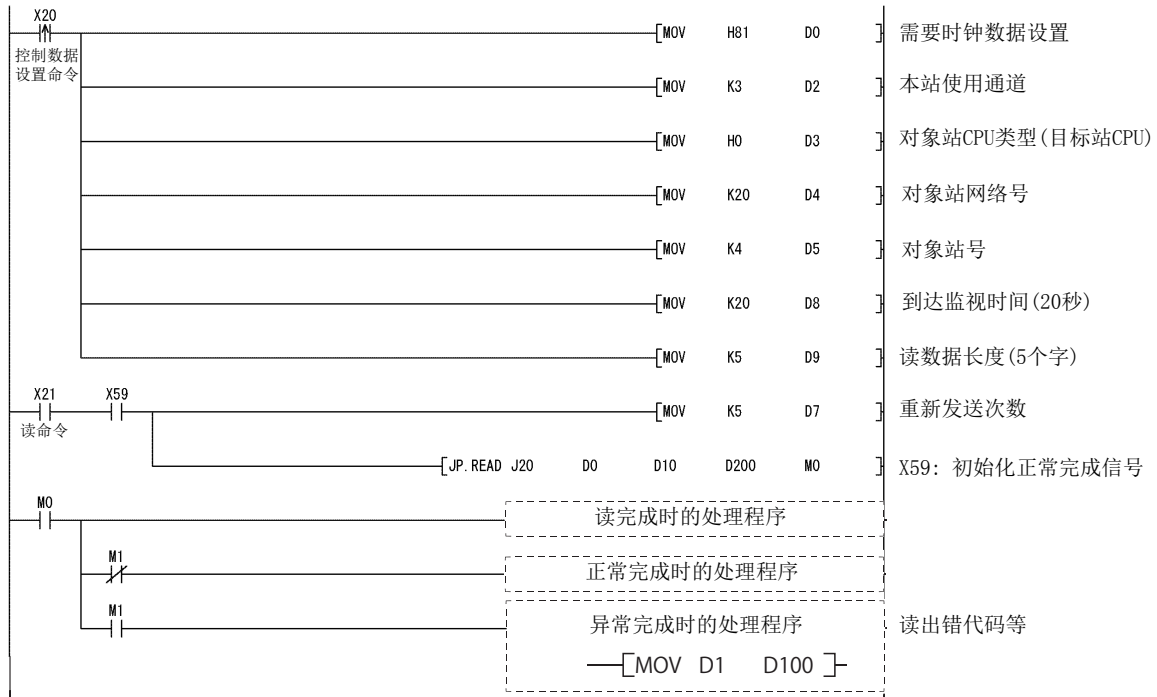 X20
控制数据
设置命令
MOV H81 D0 需要时钟数据设置
MOV K3 D2 本站使用通道
MOV H0 D3 对象站CPU类型(目标站CPU)
MOV K20 D4 对象站网络号
MOV K4 D5 对象站号
MOV K20 D8 到达监视时间(20秒)
MOV K5 D9 读数据长度(5个字)
X21 X59
读命令
MOV K5 D7 重新发送次数
JP.READ J20 D0 D10 D200 M0 X59: 初始化正常完成信号
M0
读完成时的处理程序
M1
正常完成时的处理程序
M1
异常完成时的处理程序 读出错代码等
MOV D1 D100